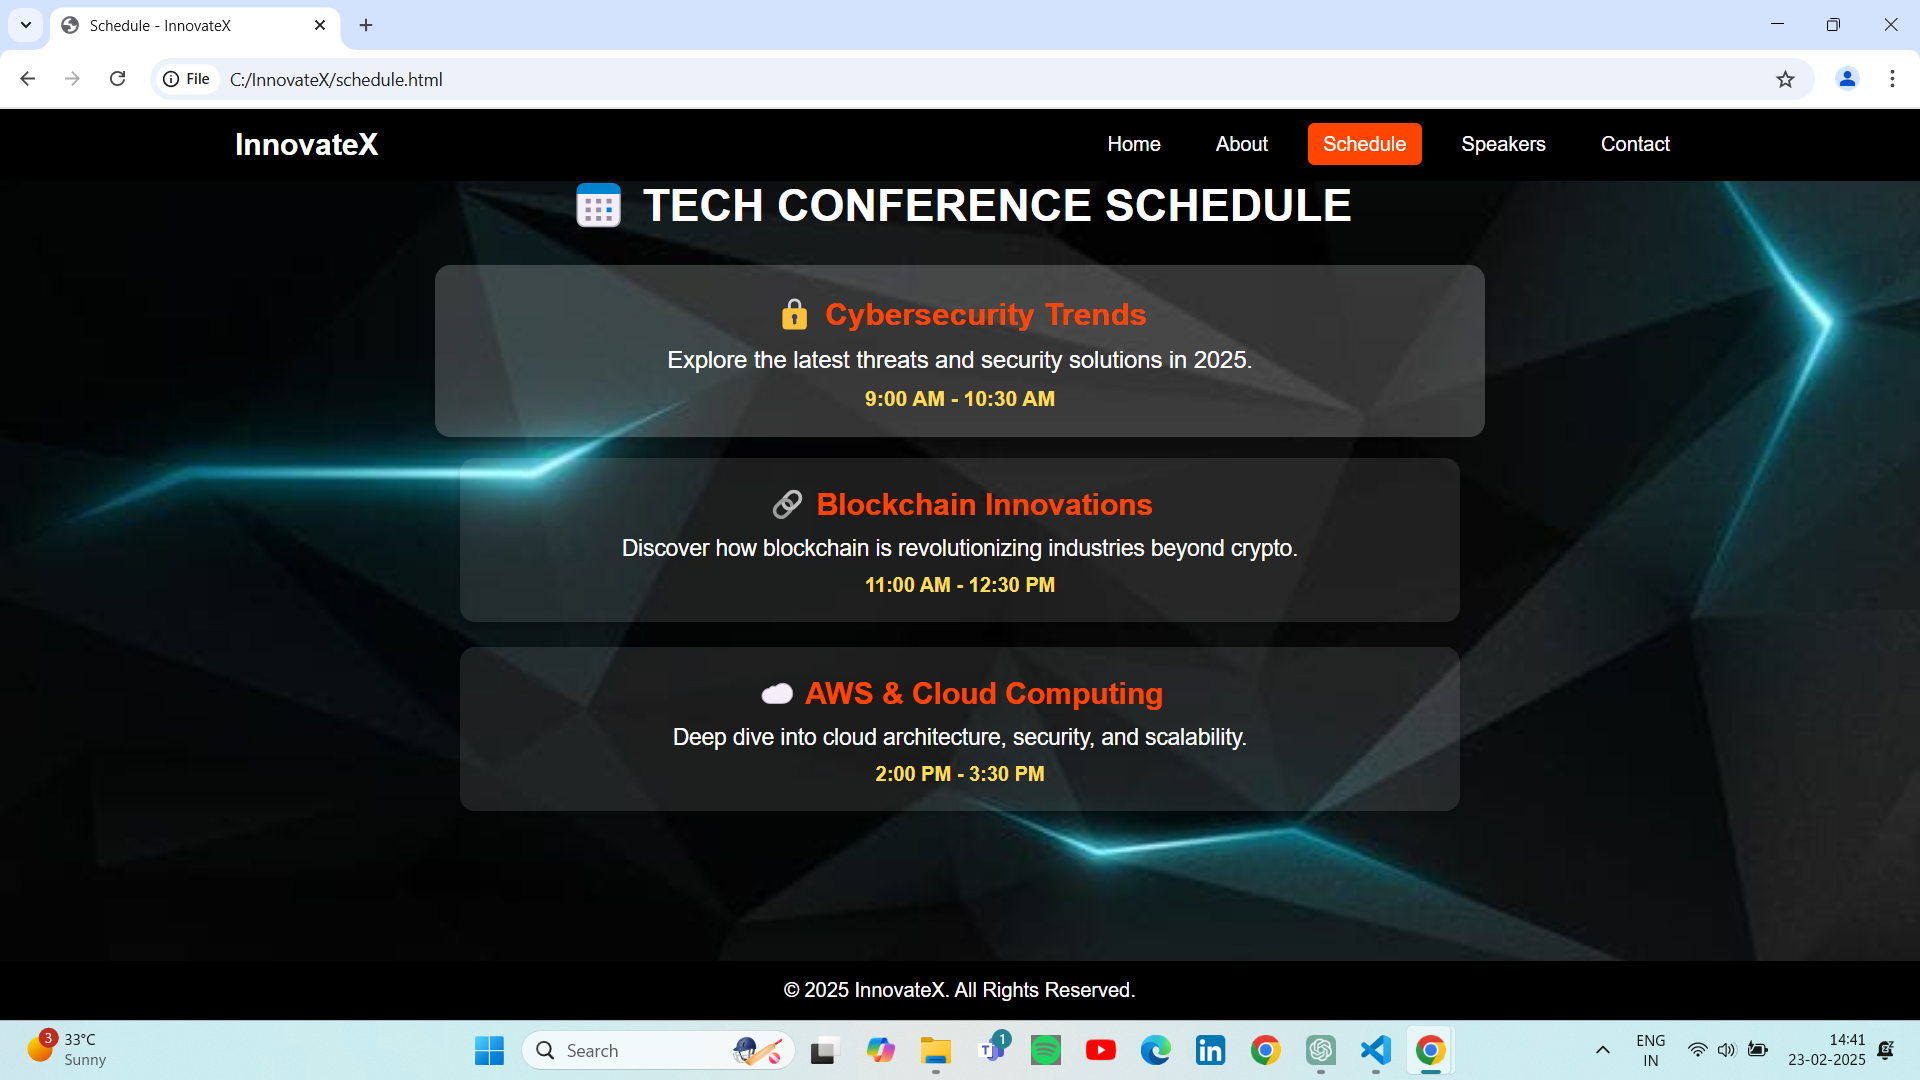 Schedule - InnovateX
File
C:/InnovateX/schedule.html
InnovateX
Home
About
Schedule
Speakers
Contact
TECH CONFERENCE SCHEDULE
Cybersecurity Trends
Explore the latest threats and security solutions in 2025.
9:00 AM - 10:30 AM
Blockchain Innovations
Discover how blockchain is revolutionizing industries beyond crypto.
11:00 AM - 12:30 PM
AWS & Cloud Computing
Deep dive into cloud architecture, security, and scalability.
2:00 PM - 3:30 PM
© 2025 InnovateX. All Rights Reserved.
3
33°C
Sunny
Search
1
ENG
IN
14:41
23-02-2025